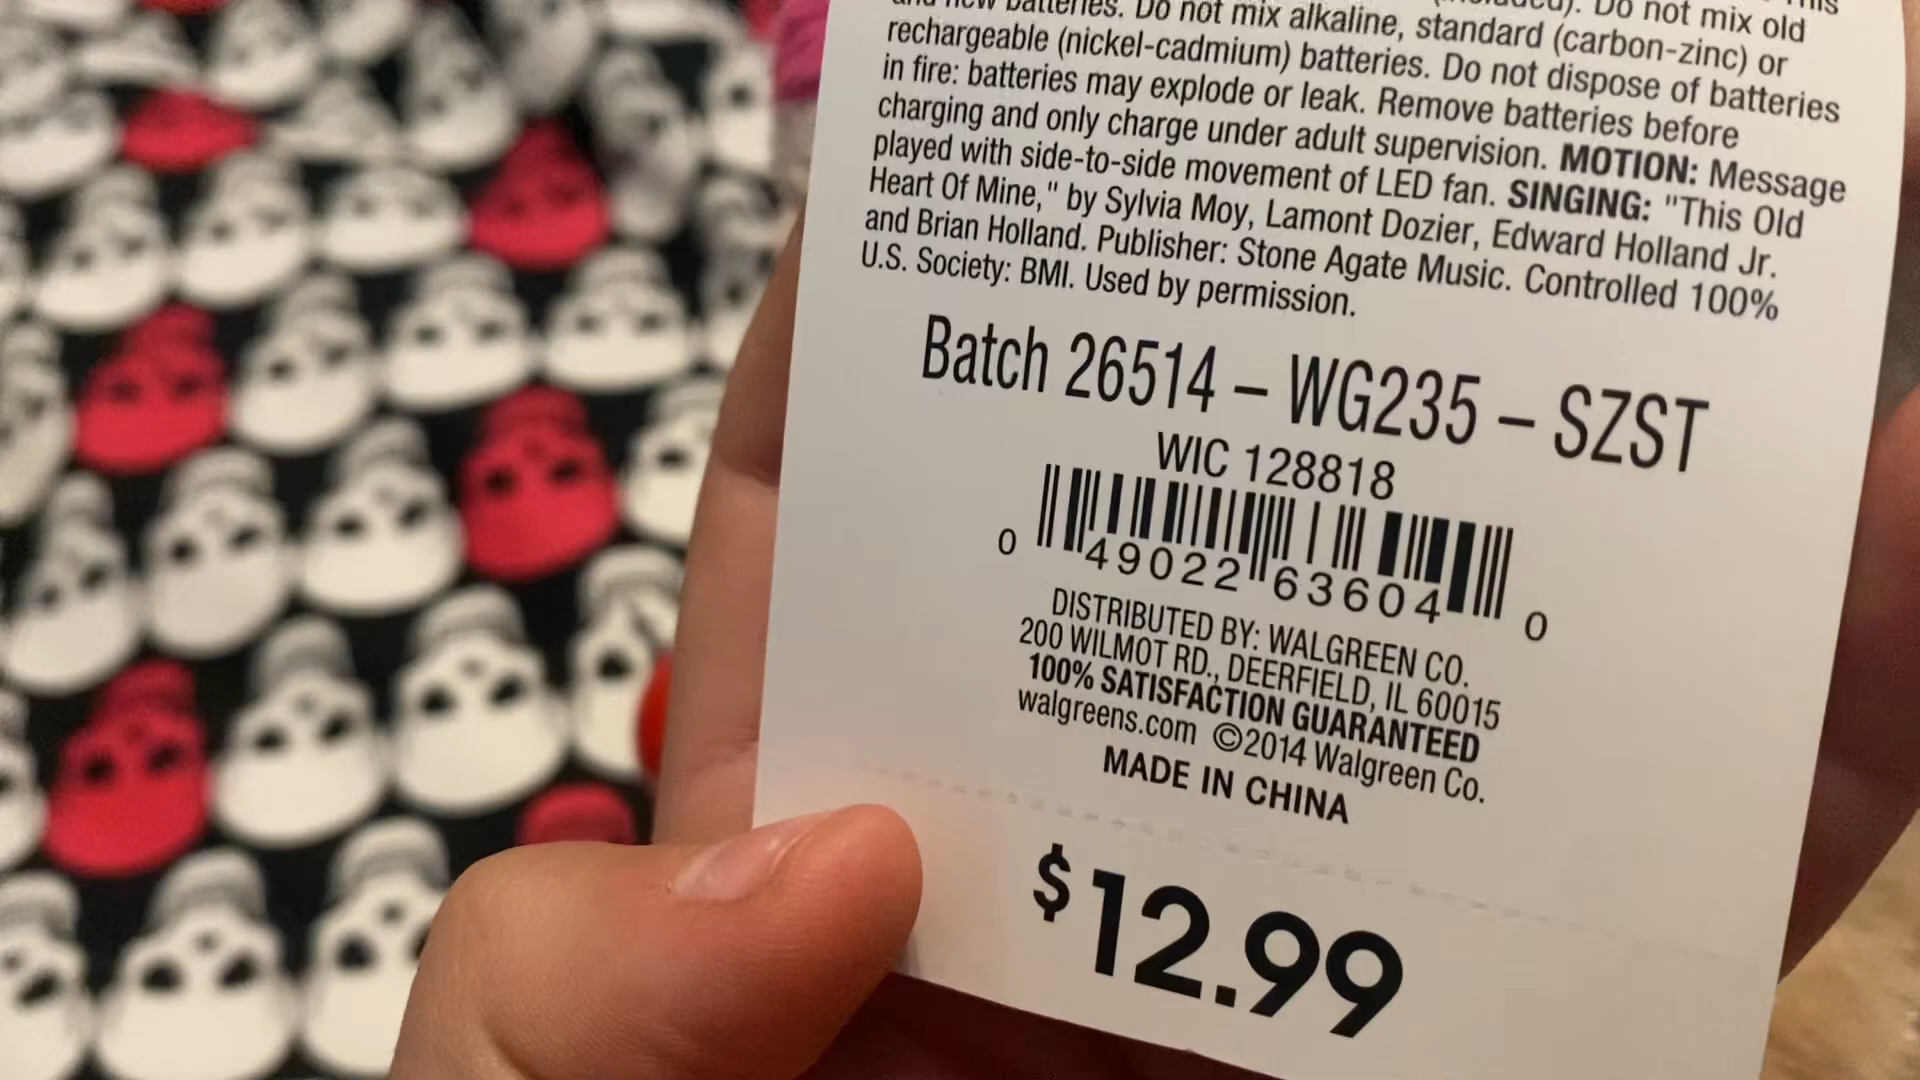 and new batteries. Do not mix alkaline, standard (carbon-zinc) or
rechargeable (nickel-cadmium) batteries. Do not dispose of batteries
in fire: batteries may explode or leak. Remove batteries before
charging and only charge under adult supervision. MOTION: Message
played with side-to-side movement of LED fan. SINGING: "This Old
Heart Of Mine," by Sylvia Moy, Lamont Dozier, Edward Holland Jr.
and Brian Holland. Publisher: Stone Agate Music. Controlled 100%
U.S. Society: BMI. Used by permission.
Batch 26514 – WG235 – SZST
WIC 128818
0 49022 63604 0
DISTRIBUTED BY: WALGREEN CO.
200 WILMOT RD., DEERFIELD, IL 60015
100% SATISFACTION GUARANTEED
walgreens.com ©2014 Walgreen Co.
MADE IN CHINA
$12.99